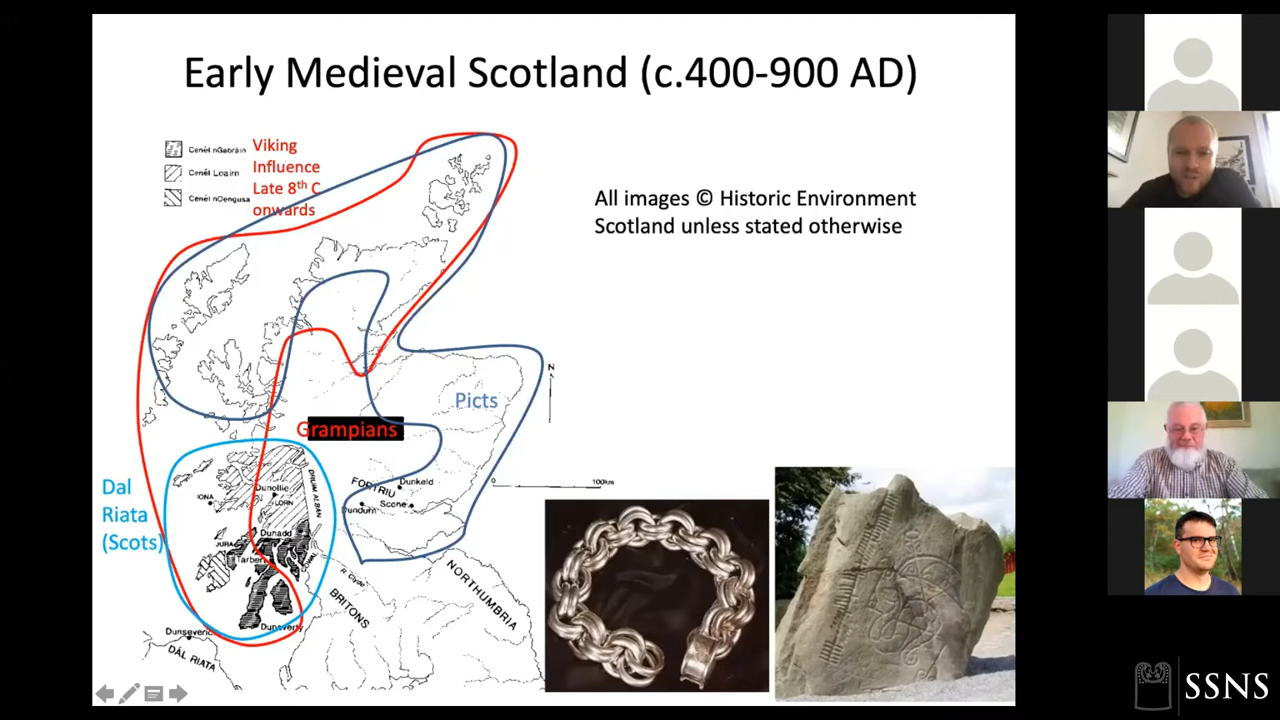 Early Medieval Scotland (c.400-900 AD)
Cenél nGabráin
Cenél Loairn
Cenél nOengusa
Viking
Influence
Late 8th C
onwards
All images © Historic Environment
Scotland unless stated otherwise
N
Picts
Grampians
Dal
Riata
(Scots)
IONA
Dunollie
LORN
DRUIM ALBAN
FORTRIU
Dunkeld
Scone
Dundurn
0
100km
JURA
Dunadd
Tarbert
R. Clyde
BRITONS
NORTHUMBRIA
Dunaverty
Dunseverick
DÁL RIATA
SSNS